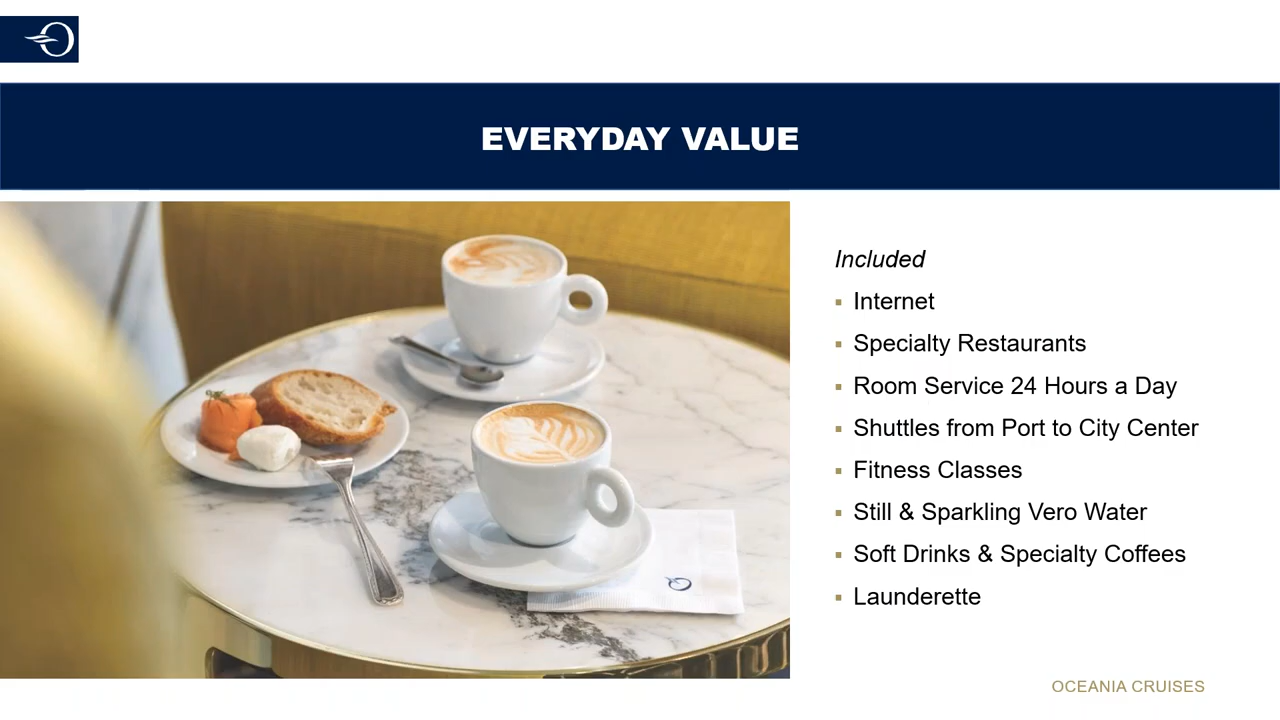 EVERYDAY VALUE
Included
▪ Internet
▪ Specialty Restaurants
▪ Room Service 24 Hours a Day
▪ Shuttles from Port to City Center
▪ Fitness Classes
▪ Still & Sparkling Vero Water
▪ Soft Drinks & Specialty Coffees
▪ Launderette
OCEANIA CRUISES